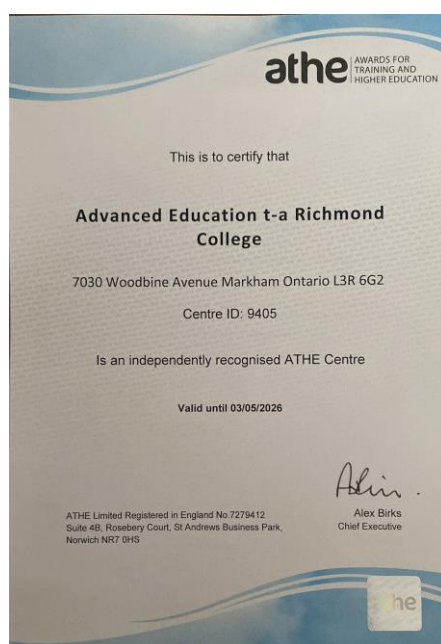 athe
AWARDS FOR
TRAINING AND
HIGHER EDUCATION
This is to certify that
Advanced Education t-a Richmond
College
7030 Woodbine Avenue Markham Ontario L3R 6G2
Centre ID: 9405
Is an independently recognised ATHE Centre
Valid until 03/05/2026
Alex Birks
Chief Executive
ATHE Limited Registered in England No.7279412
Suite 4B, Rosebery Court, St Andrews Business Park,
Norwich NR7 0HS